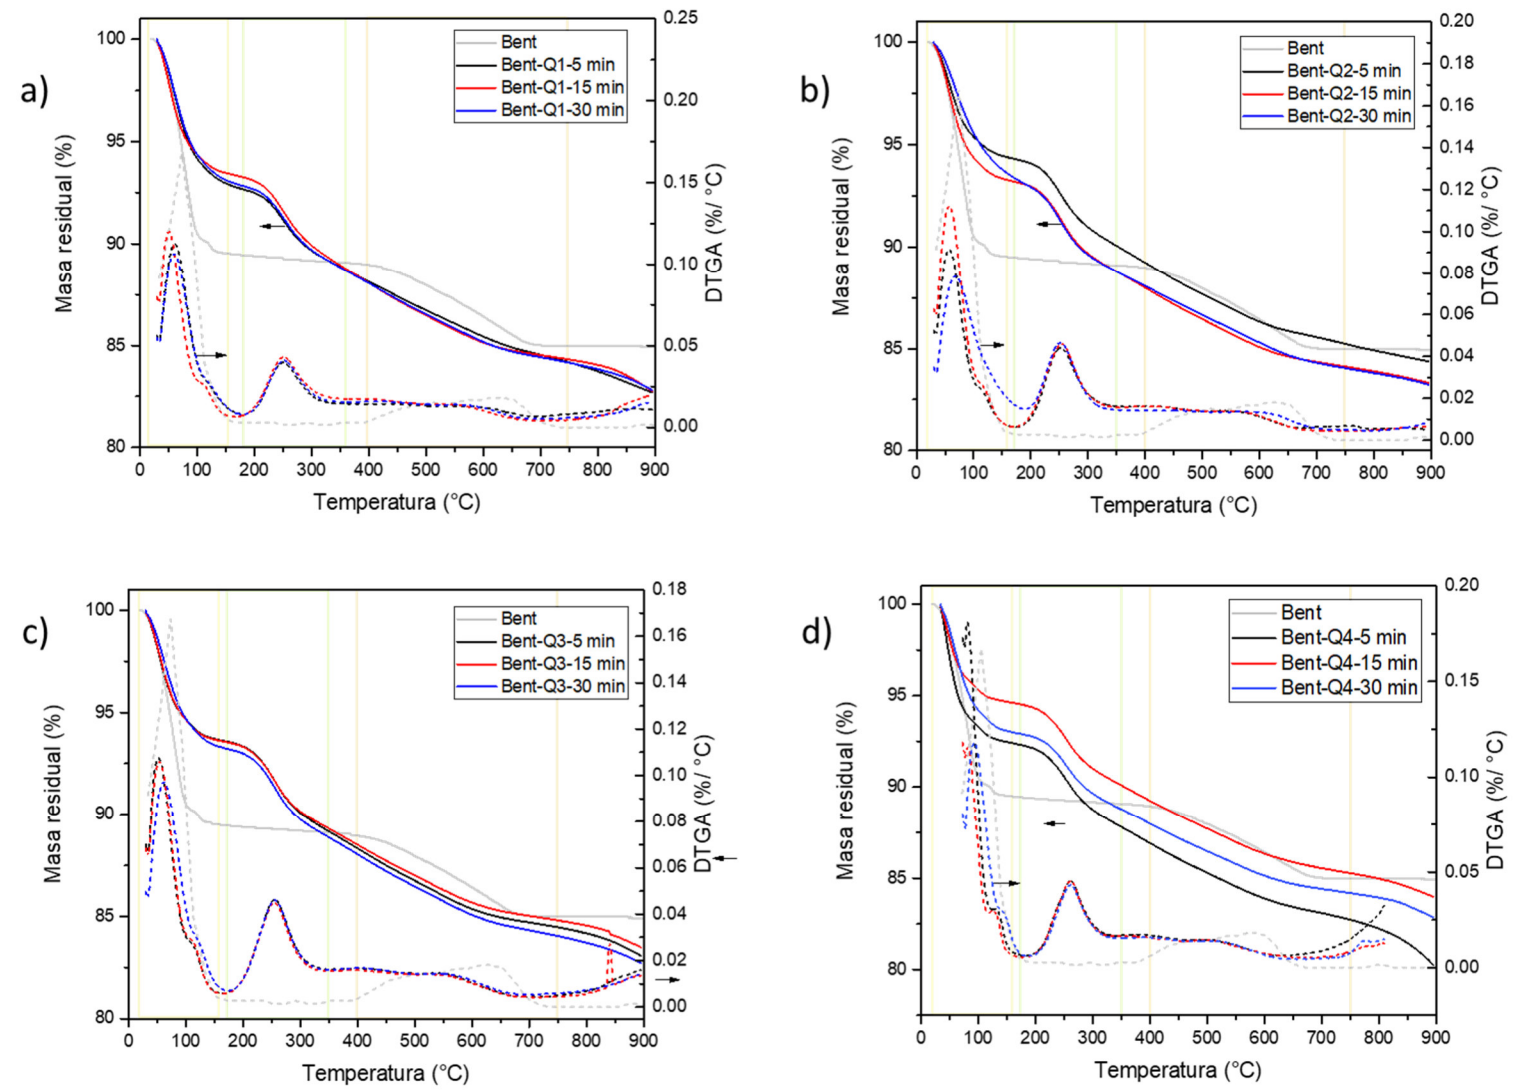 a)
Bent
Bent-Q1-5 min
Bent-Q1-15 min
Bent-Q1-30 min
100
95
90
85
80
Masa residual (%)
0.25
0.20
0.15
0.10
0.05
0.00
DTGA (%/ °C)
0 100 200 300 400 500 600 700 800 900
Temperatura (°C)
b)
Bent
Bent-Q2-5 min
Bent-Q2-15 min
Bent-Q2-30 min
100
95
90
85
80
Masa residual (%)
0.20
0.18
0.16
0.14
0.12
0.10
0.08
0.06
0.04
0.02
0.00
DTGA (%/ °C)
0 100 200 300 400 500 600 700 800 900
Temperatura (°C)
c)
Bent
Bent-Q3-5 min
Bent-Q3-15 min
Bent-Q3-30 min
100
95
90
85
80
Masa residual (%)
0.18
0.16
0.14
0.12
0.10
0.08
0.06
0.04
0.02
0.00
DTGA (%/ °C)
0 100 200 300 400 500 600 700 800 900
Temperatura (°C)
d)
Bent
Bent-Q4-5 min
Bent-Q4-15 min
Bent-Q4-30 min
100
95
90
85
80
Masa residual (%)
0.20
0.15
0.10
0.05
0.00
DTGA (%/ °C)
0 100 200 300 400 500 600 700 800 900
Temperatura (°C)